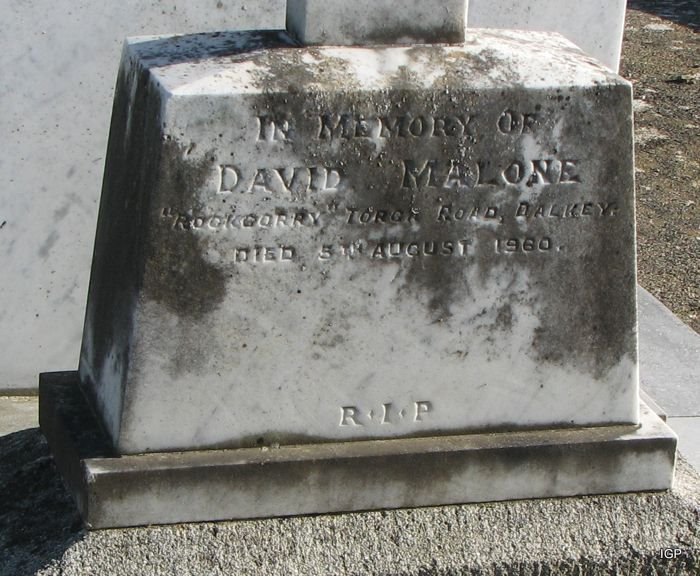 IN MEMORY OF
DAVID MALONE
"ROCKCORRY" TORCA ROAD, DALKEY.
DIED 5TH AUGUST 1960.
R·I·P
IGP